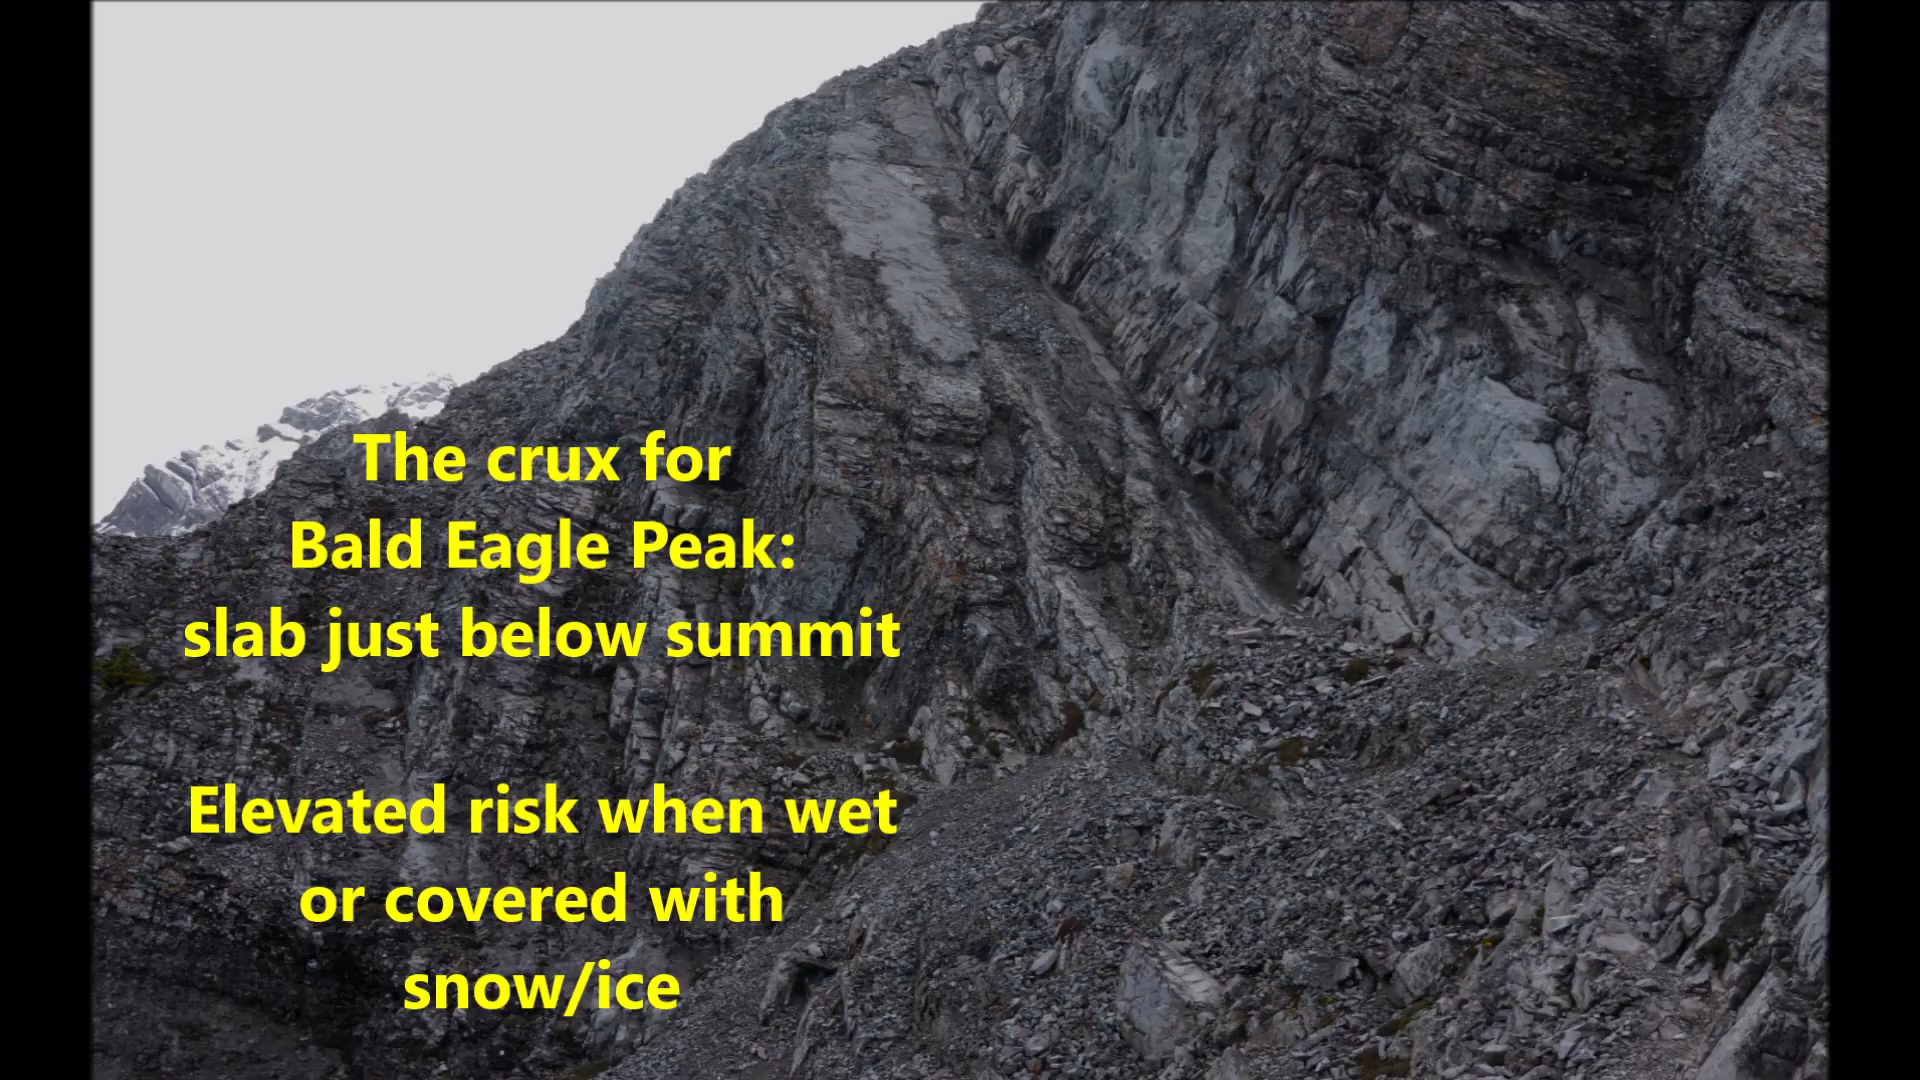 The crux for
Bald Eagle Peak:
slab just below summit
Elevated risk when wet
or covered with
snow/ice